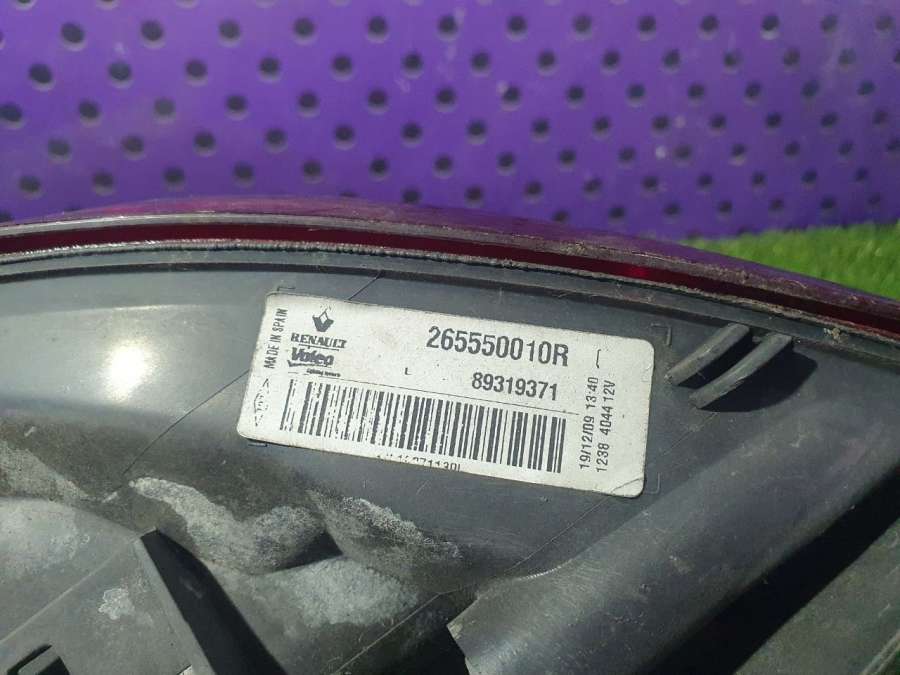 MADE IN SPAIN
RENAULT
Valeo
265550010R
L
89319371
19/12/09 13:40
1238 4044 12V